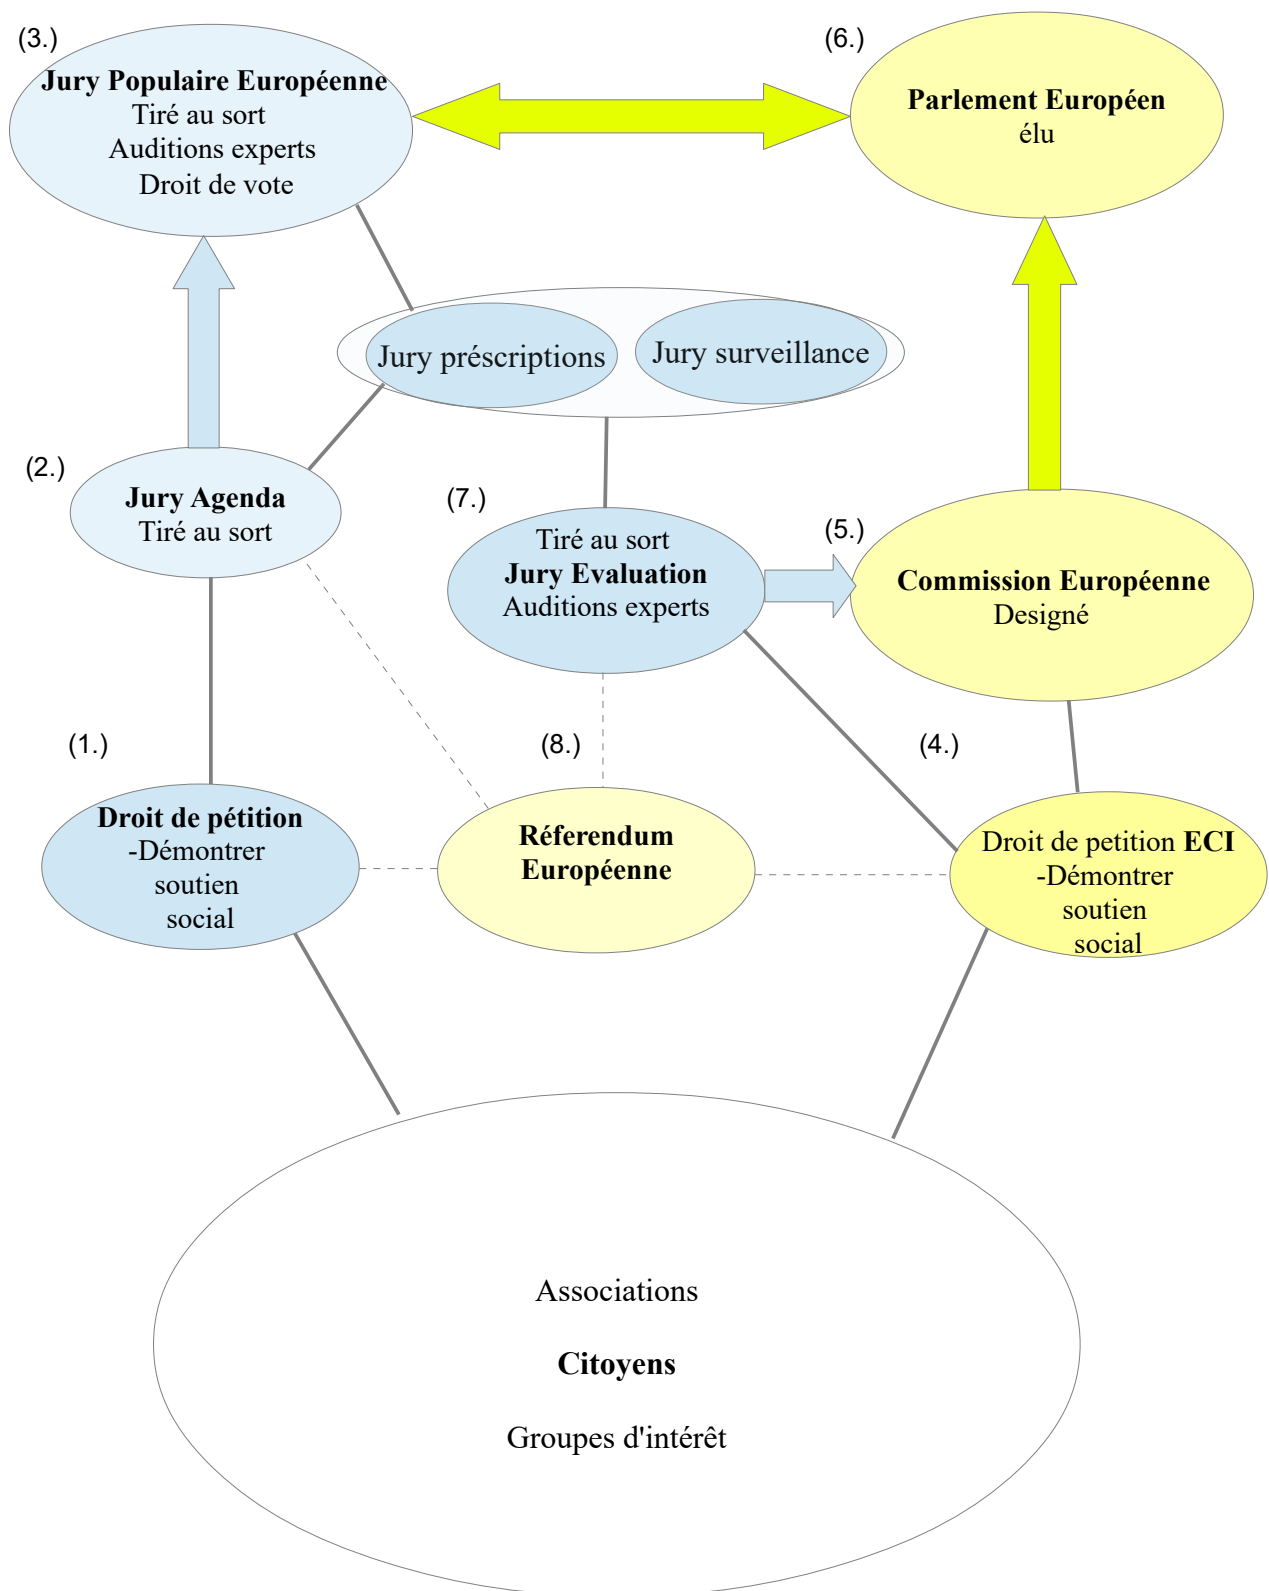 (3.)
Jury Populaire Européenne
Tiré au sort
Auditions experts
Droit de vote
(6.)
Parlement Européen
élu
Jury préscriptions
Jury surveillance
(2.)
Jury Agenda
Tiré au sort
(7.)
Tiré au sort
Jury Evaluation
Auditions experts
(5.)
Commission Européenne
Designé
(1.)
Droit de pétition
-Démontrer
soutien
social
(8.)
Réferendum
Européenne
(4.)
Droit de petition ECI
-Démontrer
soutien
social
Associations
Citoyens
Groupes d'intérêt